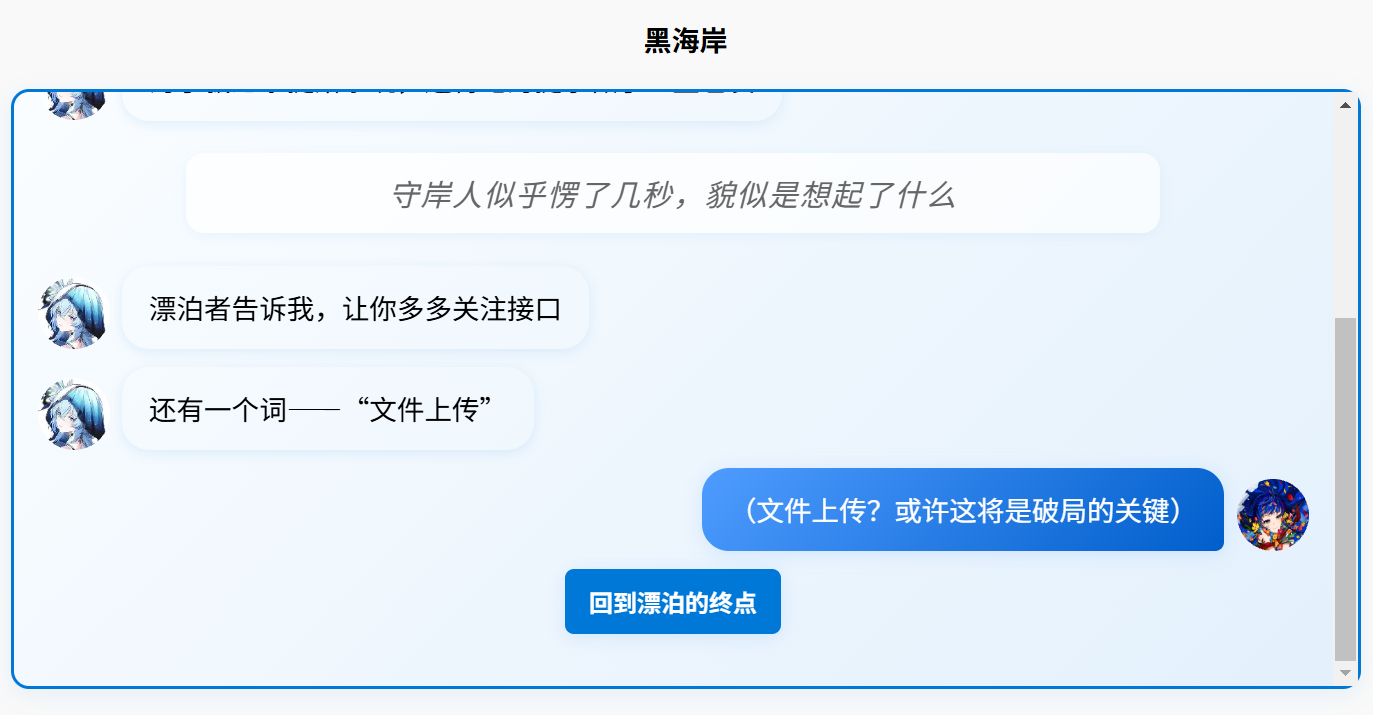 黑海岸
守岸人似乎愣了几秒，貌似是想起了什么
漂泊者告诉我，让你多多关注接口
还有一个词——“文件上传”
（文件上传？或许这将是破局的关键）
回到漂泊的终点